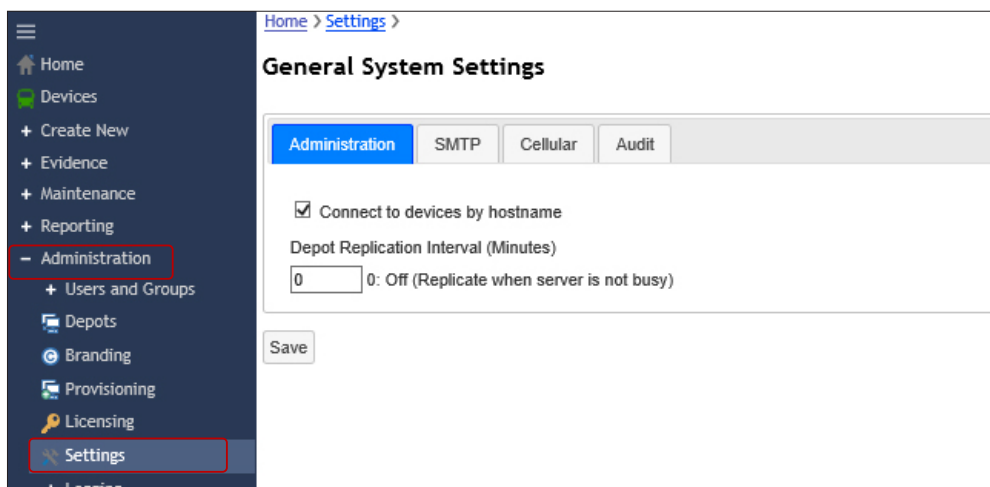 Home > Settings >
General System Settings
Home
Devices
+ Create New
+ Evidence
+ Maintenance
+ Reporting
− Administration
+ Users and Groups
Depots
Branding
Provisioning
Licensing
Settings
Administration SMTP Cellular Audit
Connect to devices by hostname
Depot Replication Interval (Minutes)
0 0: Off (Replicate when server is not busy)
Save